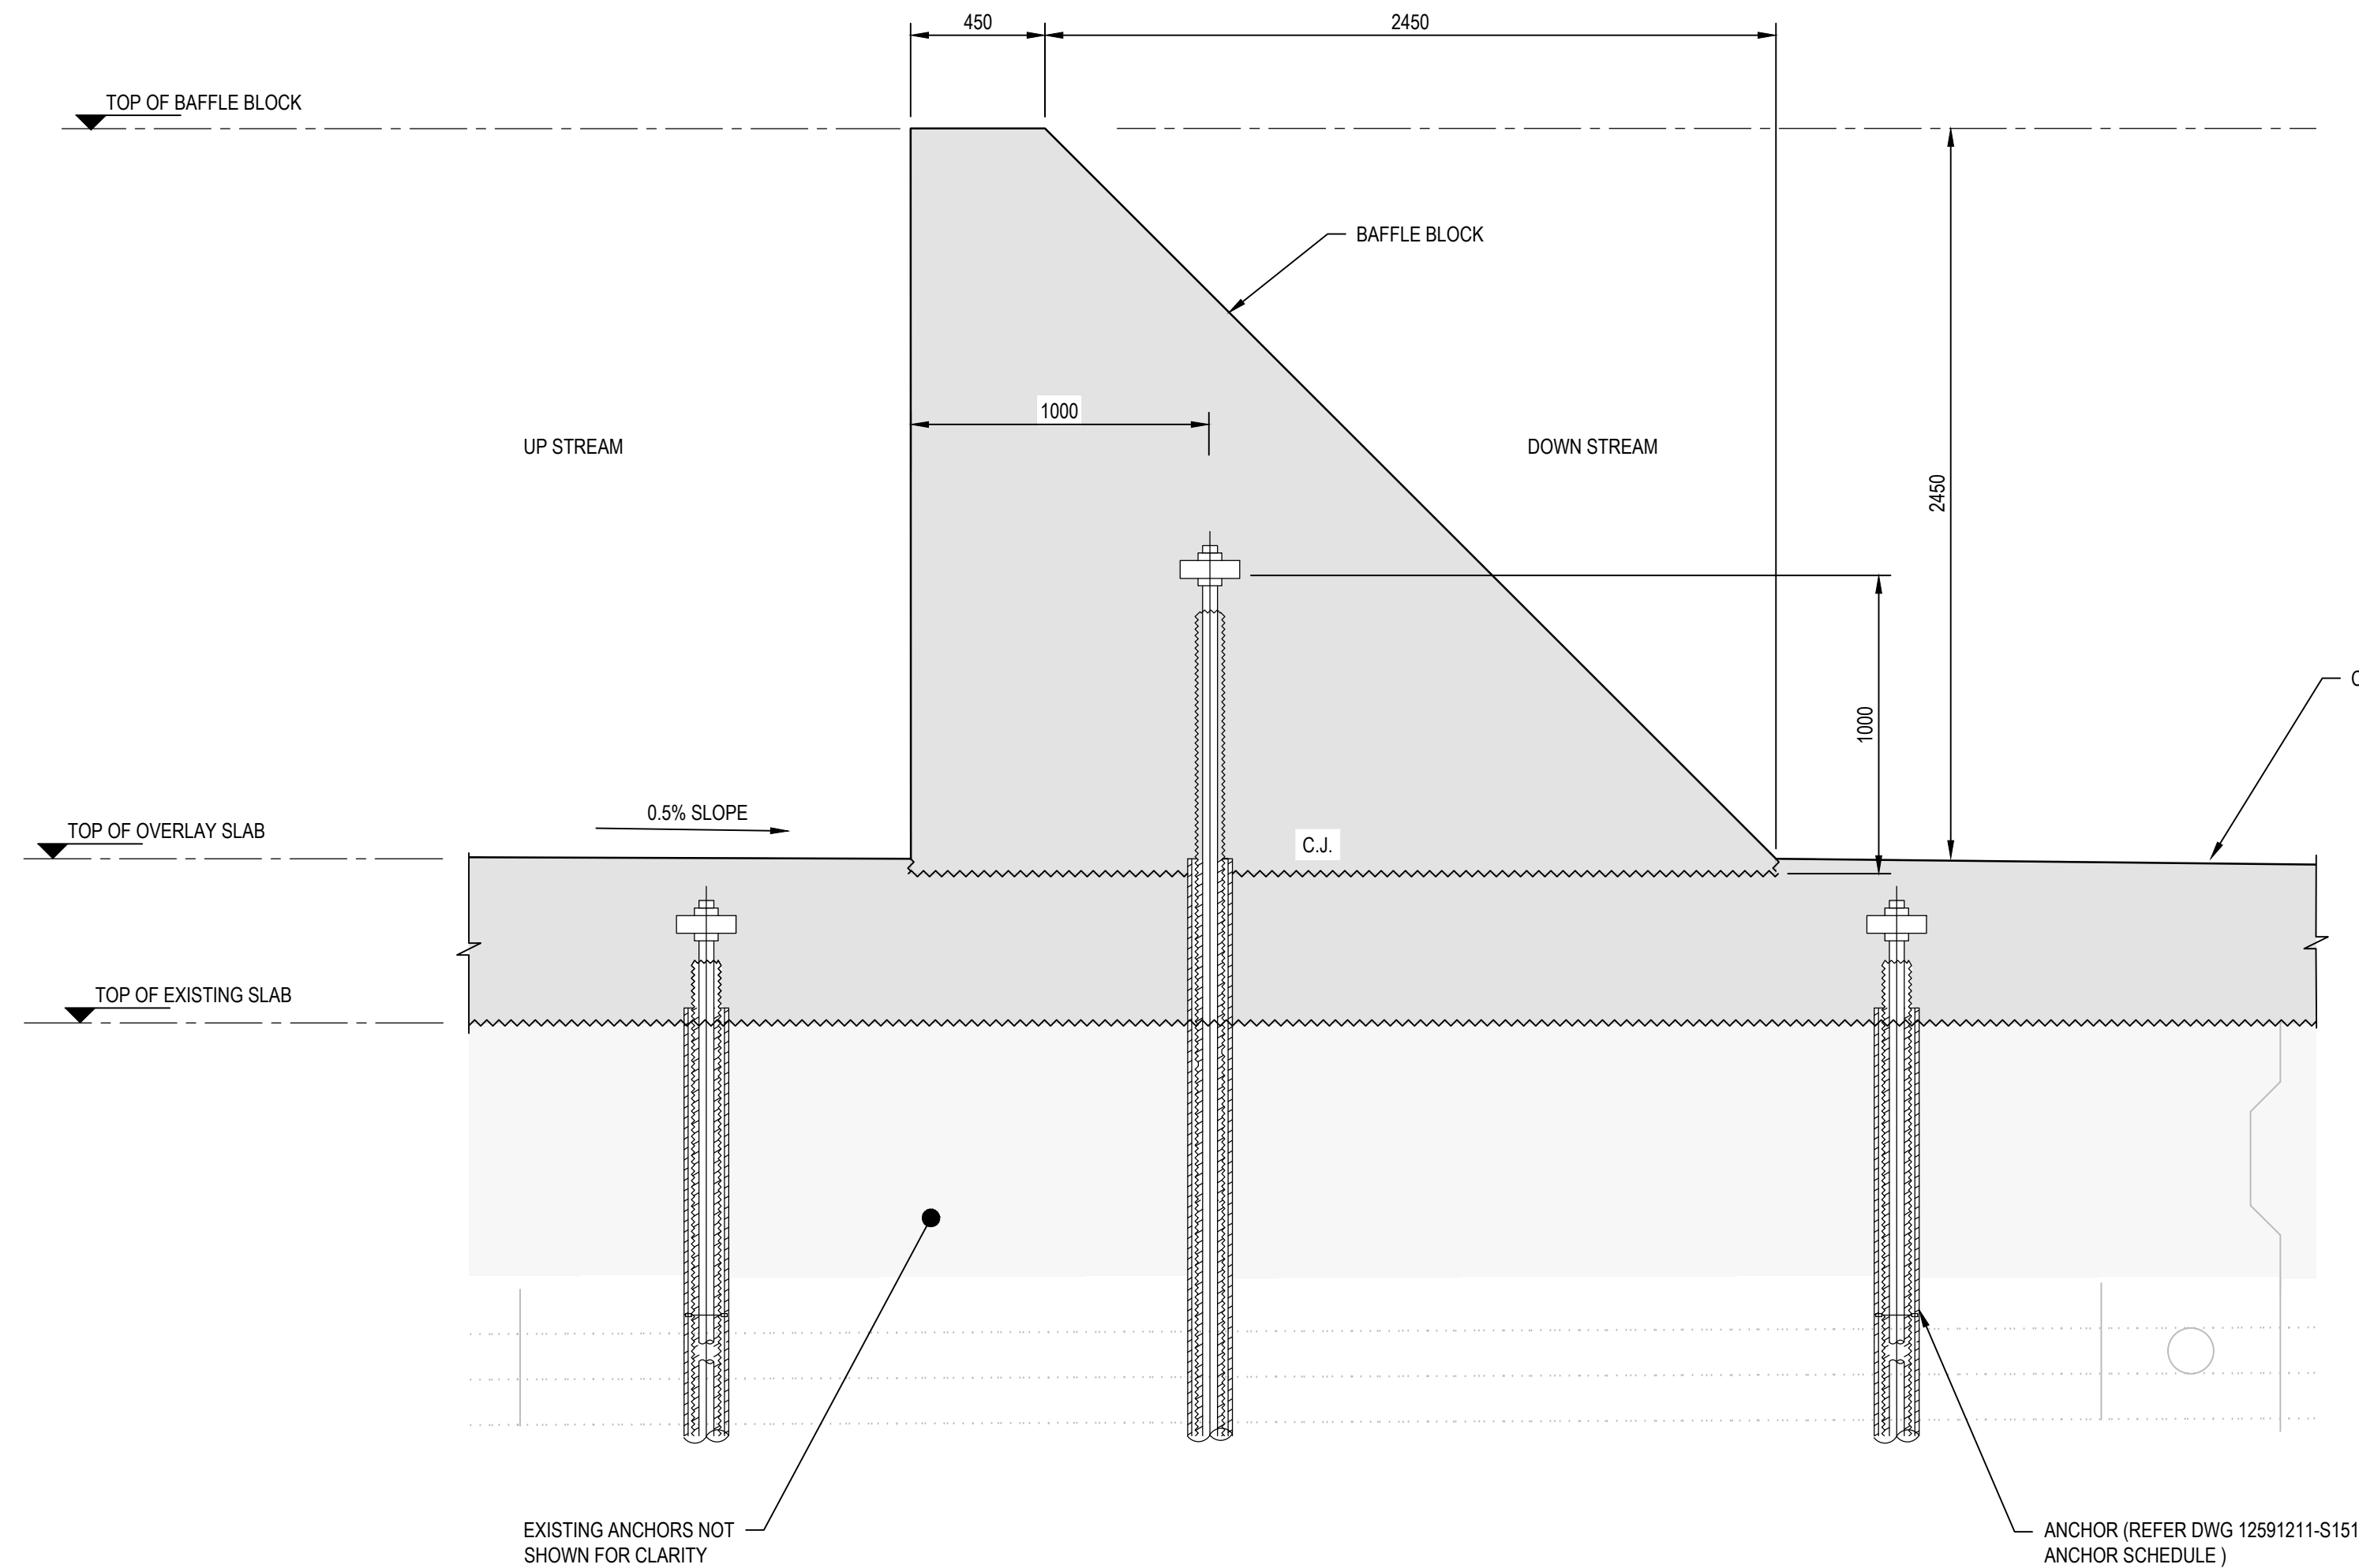 450
2450
TOP OF BAFFLE BLOCK
BAFFLE BLOCK
1000
UP STREAM
DOWN STREAM
2450
C
1000
0.5% SLOPE
TOP OF OVERLAY SLAB
C.J.
TOP OF EXISTING SLAB
EXISTING ANCHORS NOT
SHOWN FOR CLARITY
ANCHOR (REFER DWG 12591211-S151
ANCHOR SCHEDULE )